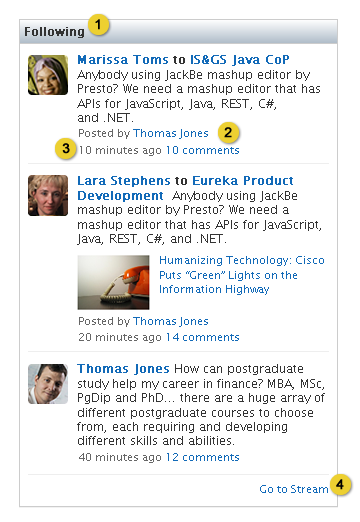 Following 1
Marissa Toms to IS&GS Java CoP
Anybody using JackBe mashup editor by
Presto? We need a mashup editor that has
APIs for JavaScript, Java, REST, C#,
and .NET.
Posted by Thomas Jones 2
3 10 minutes ago 10 comments
Lara Stephens to Eureka Product
Development Anybody using JackBe
mashup editor by Presto? We need a
mashup editor that has APIs for JavaScript,
Java, REST, C#, and .NET.
Humanizing Technology: Cisco
Puts “Green” Lights on the
Information Highway
Posted by Thomas Jones
20 minutes ago 14 comments
Thomas Jones How can postgraduate
study help my career in finance? MBA, MSc,
PgDip and PhD... there are a huge array of
different postgraduate courses to choose
from, each requiring and developing
different skills and abilities.
40 minutes ago 12 comments
Go to Stream 4